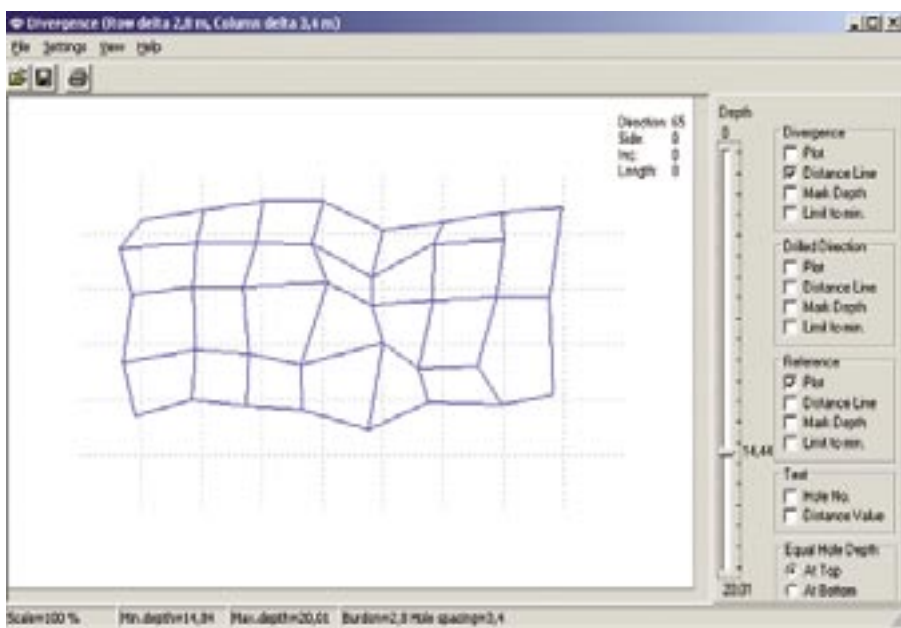 Divergence (Row delta 2,8 m, Column delta 3,4 m)
File Settings View Help
Direction: 65
Side: 0
Inc: 0
Length: 0
Depth
0
14,44
20,01
Divergence
Plot
Distance Line
Mark Depth
Limit to min.
Drilled Direction
Plot
Distance Line
Mark Depth
Limit to min.
Reference
Plot
Distance Line
Mark Depth
Limit to min.
Text
Hole No.
Distance Value
Equal Hole Depth
At Top
At Bottom
Scale=100 % Min.depth=14,84 Max.depth=20,01 Burden=2,8 Hole spacing=3,4